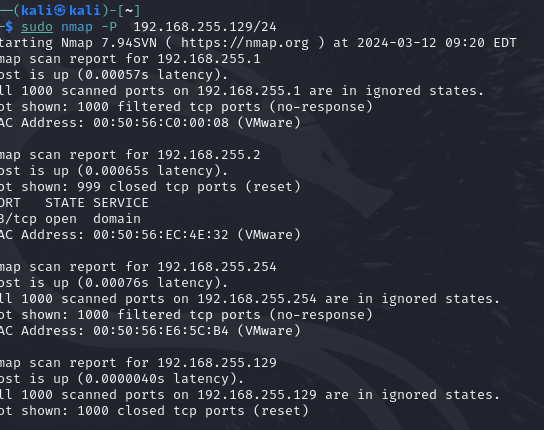 ─(kali㉿kali)-[~]
─$ sudo nmap -P  192.168.255.129/24
tarting Nmap 7.94SVN ( https://nmap.org ) at 2024-03-12 09:20 EDT
map scan report for 192.168.255.1
ost is up (0.00057s latency).
ll 1000 scanned ports on 192.168.255.1 are in ignored states.
ot shown: 1000 filtered tcp ports (no-response)
AC Address: 00:50:56:C0:00:08 (VMware)
map scan report for 192.168.255.2
ost is up (0.00065s latency).
ot shown: 999 closed tcp ports (reset)
ORT   STATE SERVICE
3/tcp open  domain
AC Address: 00:50:56:EC:4E:32 (VMware)
map scan report for 192.168.255.254
ost is up (0.00076s latency).
ll 1000 scanned ports on 192.168.255.254 are in ignored states.
ot shown: 1000 filtered tcp ports (no-response)
AC Address: 00:50:56:E6:5C:B4 (VMware)
map scan report for 192.168.255.129
ost is up (0.0000040s latency).
ll 1000 scanned ports on 192.168.255.129 are in ignored states.
ot shown: 1000 closed tcp ports (reset)